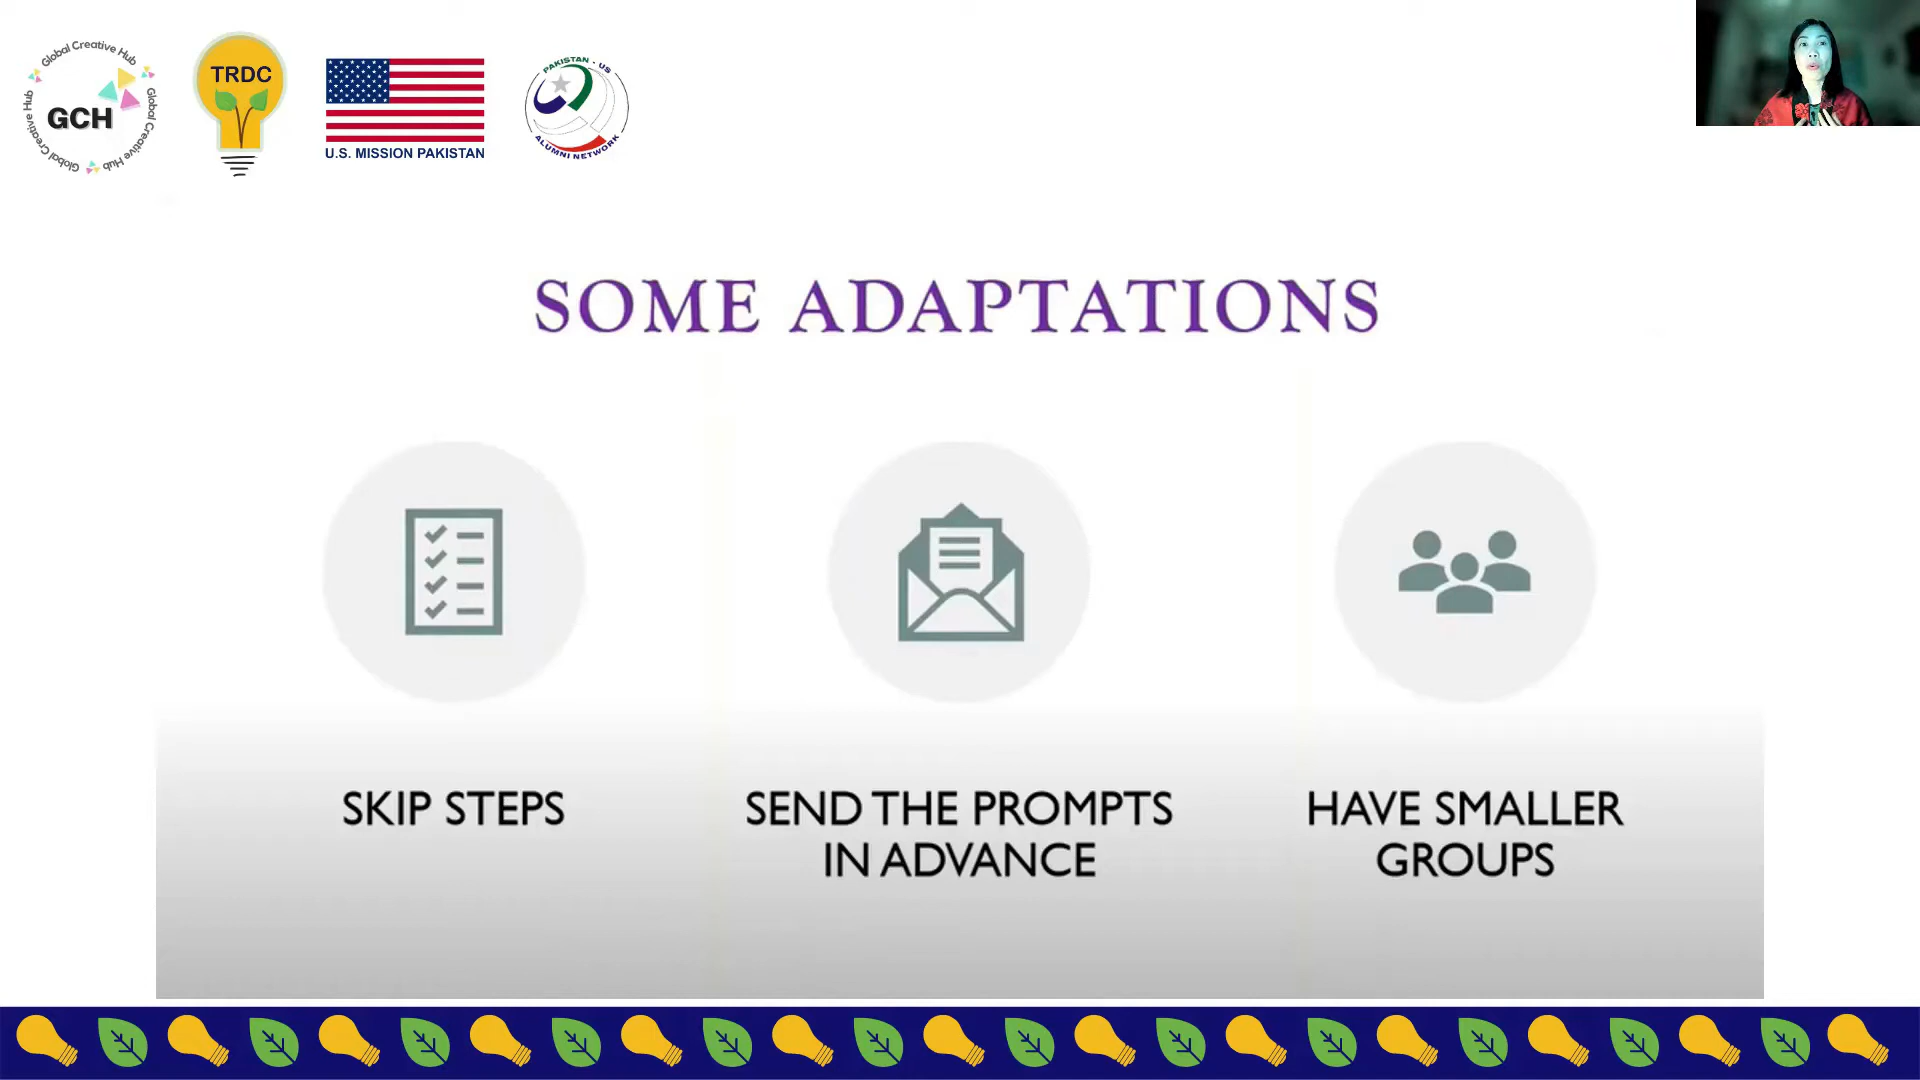 Global Creative Hub
Global Creative Hub
Global Creative Hub
GCH
TRDC
U.S. MISSION PAKISTAN
PAKISTAN - US
ALUMNI NETWORK
SOME ADAPTATIONS
SKIP STEPS
SEND THE PROMPTS
IN ADVANCE
HAVE SMALLER
GROUPS